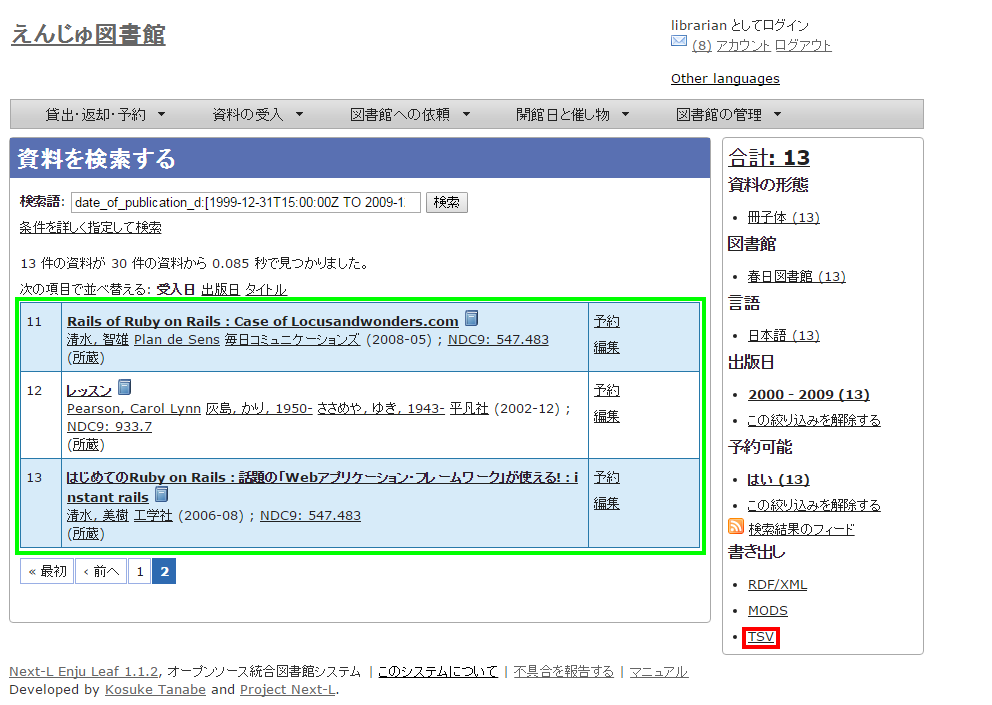 えんじゅ図書館
librarian としてログイン
(8) アカウント ログアウト
Other languages
貸出・返却・予約 ▼ 資料の受入 ▼ 図書館への依頼 ▼ 開館日と催し物 ▼ 図書館の管理 ▼
資料を検索する
検索語: date_of_publication_d:[1999-12-31T15:00:00Z TO 2009-1 検索
条件を詳しく指定して検索
13 件の資料が 30 件の資料から 0.085 秒で見つかりました。
次の項目で並べ替える: 受入日 出版日 タイトル
11 Rails of Ruby on Rails : Case of Locusandwonders.com 予約
清水, 智雄 Plan de Sens 毎日コミュニケーションズ (2008-05) ; NDC9: 547.483 編集
(所蔵)
12 レッスン 予約
Pearson, Carol Lynn 灰島, かり, 1950- ささめや, ゆき, 1943- 平凡社 (2002-12) ; 編集
NDC9: 933.7
(所蔵)
13 はじめてのRuby on Rails : 話題の「Webアプリケーション・フレームワーク」が使える! : i 予約
nstant rails 編集
清水, 美樹 工学社 (2006-08) ; NDC9: 547.483
(所蔵)
« 最初 ‹ 前へ 1 2
合計: 13
資料の形態
• 冊子体 (13)
図書館
• 春日図書館 (13)
言語
• 日本語 (13)
出版日
• 2000 - 2009 (13)
• この絞り込みを解除する
予約可能
• はい (13)
• この絞り込みを解除する
検索結果のフィード
書き出し
• RDF/XML
• MODS
• TSV
Next-L Enju Leaf 1.1.2, オープンソース統合図書館システム | このシステムについて | 不具合を報告する | マニュアル
Developed by Kosuke Tanabe and Project Next-L.